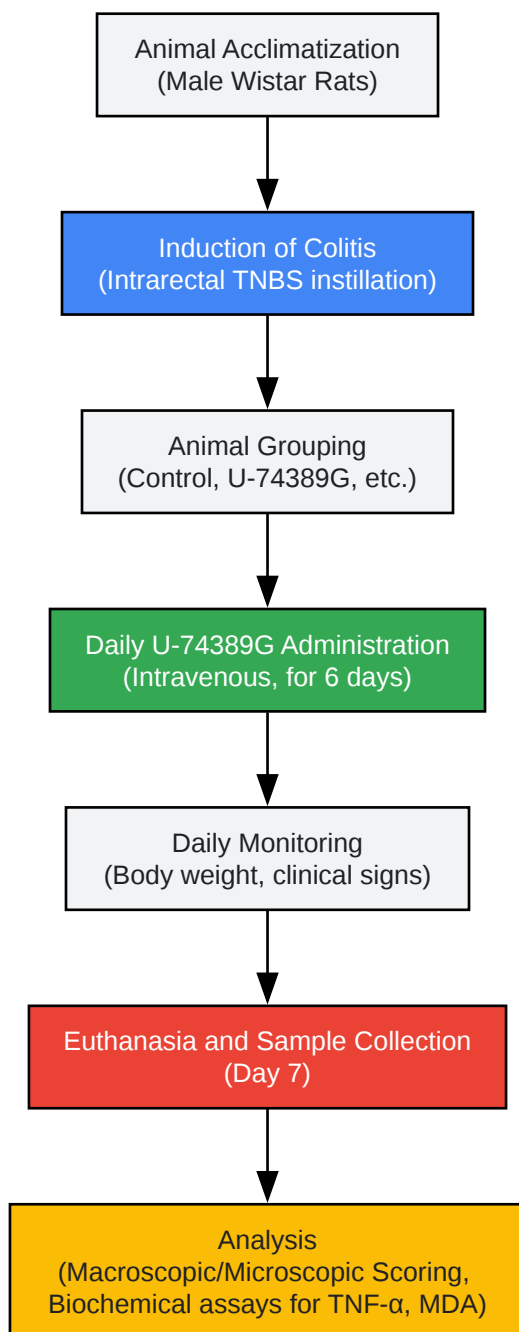 Animal Acclimatization
(Male Wistar Rats)
Induction of Colitis
(Intrarectal TNBS instillation)
Animal Grouping
(Control, U-74389G, etc.)
Daily U-74389G Administration
(Intravenous, for 6 days)
Daily Monitoring
(Body weight, clinical signs)
Euthanasia and Sample Collection
(Day 7)
Analysis
(Macroscopic/Microscopic Scoring,
Biochemical assays for TNF-α, MDA)